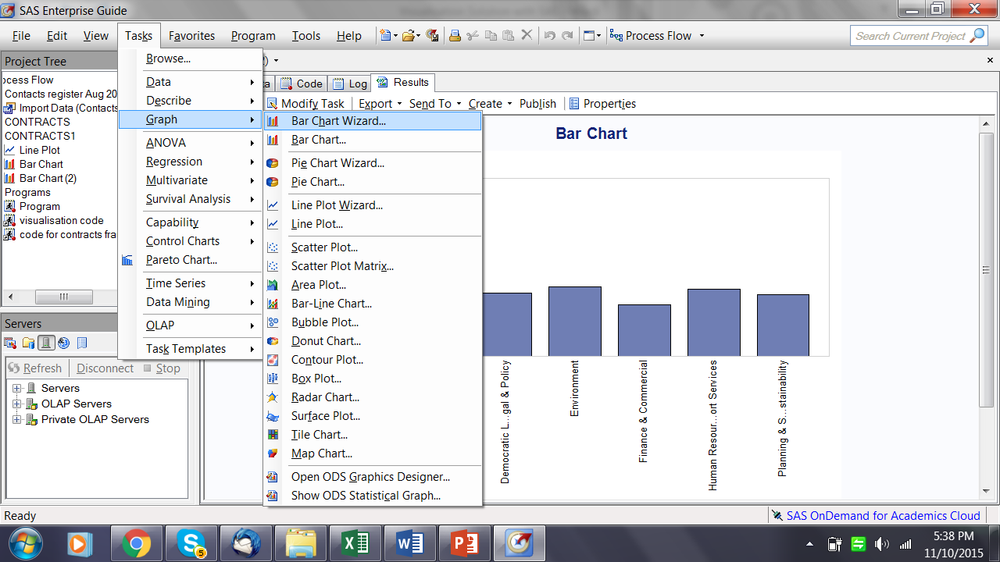 SAS Enterprise Guide
File Edit View Tasks Favorites Program Tools Help Process Flow Search Current Project
Project Tree
ocess Flow
Contacts register Aug 20
Import Data (Contacts
CONTRACTS
CONTRACTS1
Line Plot
Bar Chart
Bar Chart (2)
Programs
Program
visualisation code
code for contracts fra
Browse...
Data
Describe
Graph
ANOVA
Regression
Multivariate
Survival Analysis
Capability
Control Charts
Pareto Chart...
Time Series
Data Mining
OLAP
Task Templates
Code Log Results
Modify Task Export Send To Create Publish Properties
Bar Chart Wizard...
Bar Chart...
Pie Chart Wizard...
Pie Chart...
Line Plot Wizard...
Line Plot...
Scatter Plot...
Scatter Plot Matrix...
Area Plot...
Bar-Line Chart...
Bubble Plot...
Donut Chart...
Contour Plot...
Box Plot...
Radar Chart...
Surface Plot...
Tile Chart...
Map Chart...
Open ODS Graphics Designer...
Show ODS Statistical Graph...
Bar Chart
Democratic L...gal & Policy
Environment
Finance & Commercial
Human Resour...ort Services
Planning & S...stainability
Servers
Refresh Disconnect Stop
Servers
OLAP Servers
Private OLAP Servers
Ready
SAS OnDemand for Academics Cloud
5
5:38 PM
11/10/2015